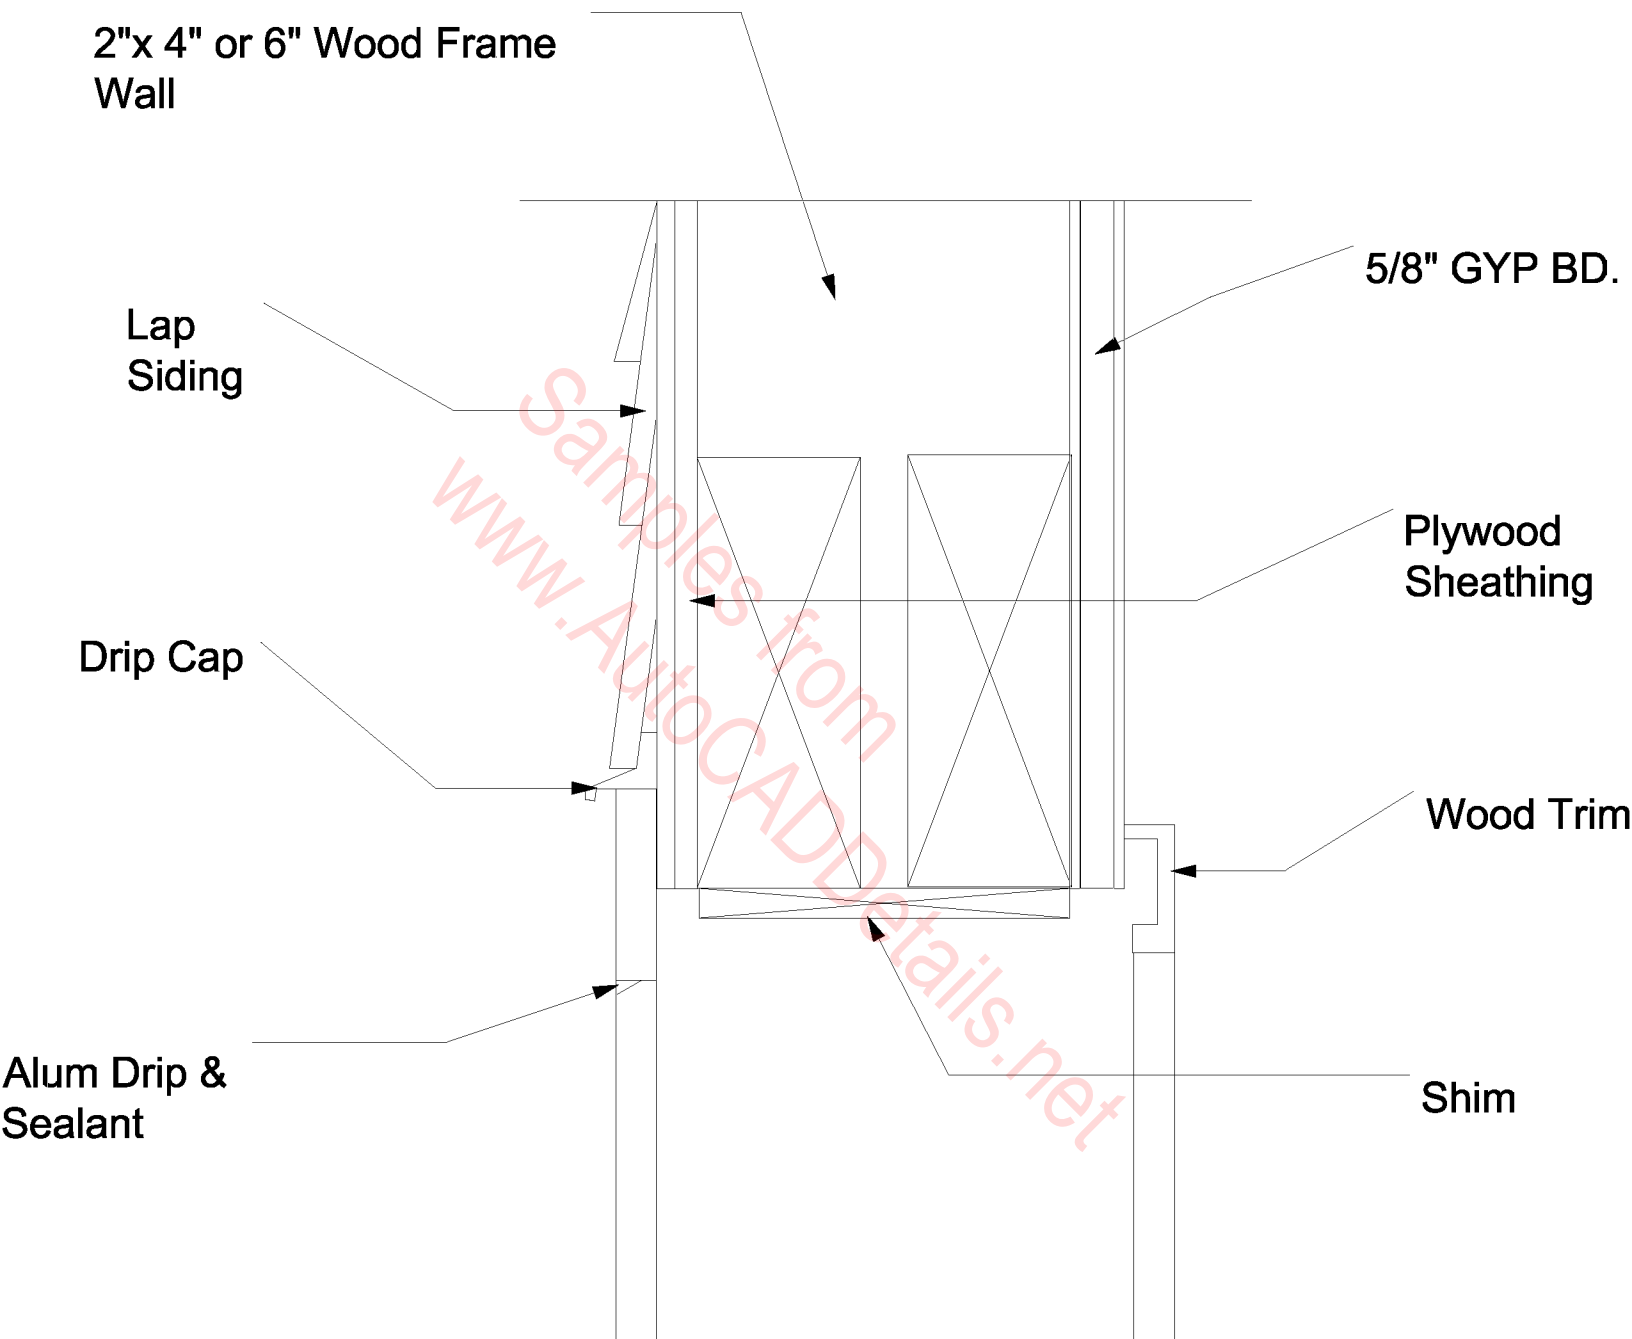 2"x 4" or 6" Wood Frame
Wall
5/8" GYP BD.
Lap
Siding
Plywood
Sheathing
Drip Cap
Wood Trim
Alum Drip &
Sealant
Shim
Samples from
www.AutoCADDetails.net